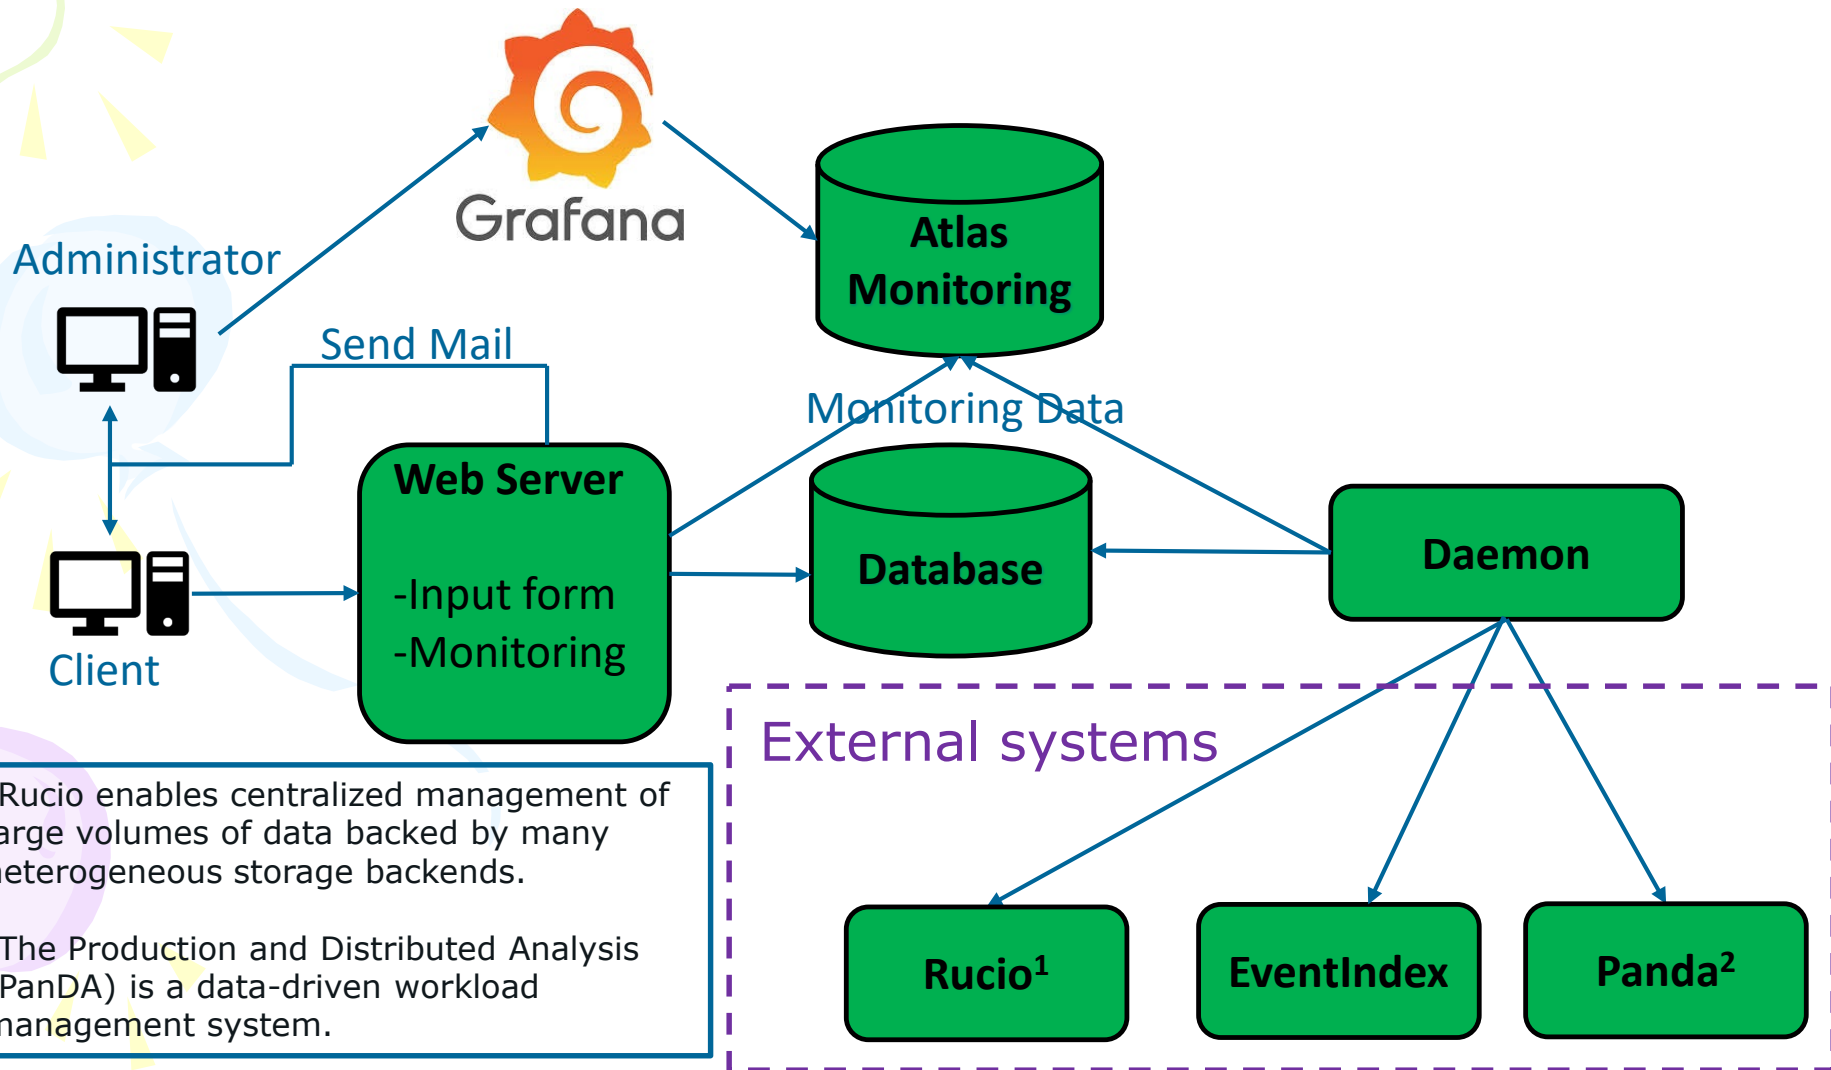 Grafana
Administrator
Atlas
Monitoring
Send Mail
Monitoring Data
Web Server
-Input form
-Monitoring
Database
Daemon
Client
External systems
Rucio enables centralized management of
arge volumes of data backed by many
eterogeneous storage backends.
The Production and Distributed Analysis
PanDA) is a data-driven workload
management system.
Rucio¹
EventIndex
Panda²